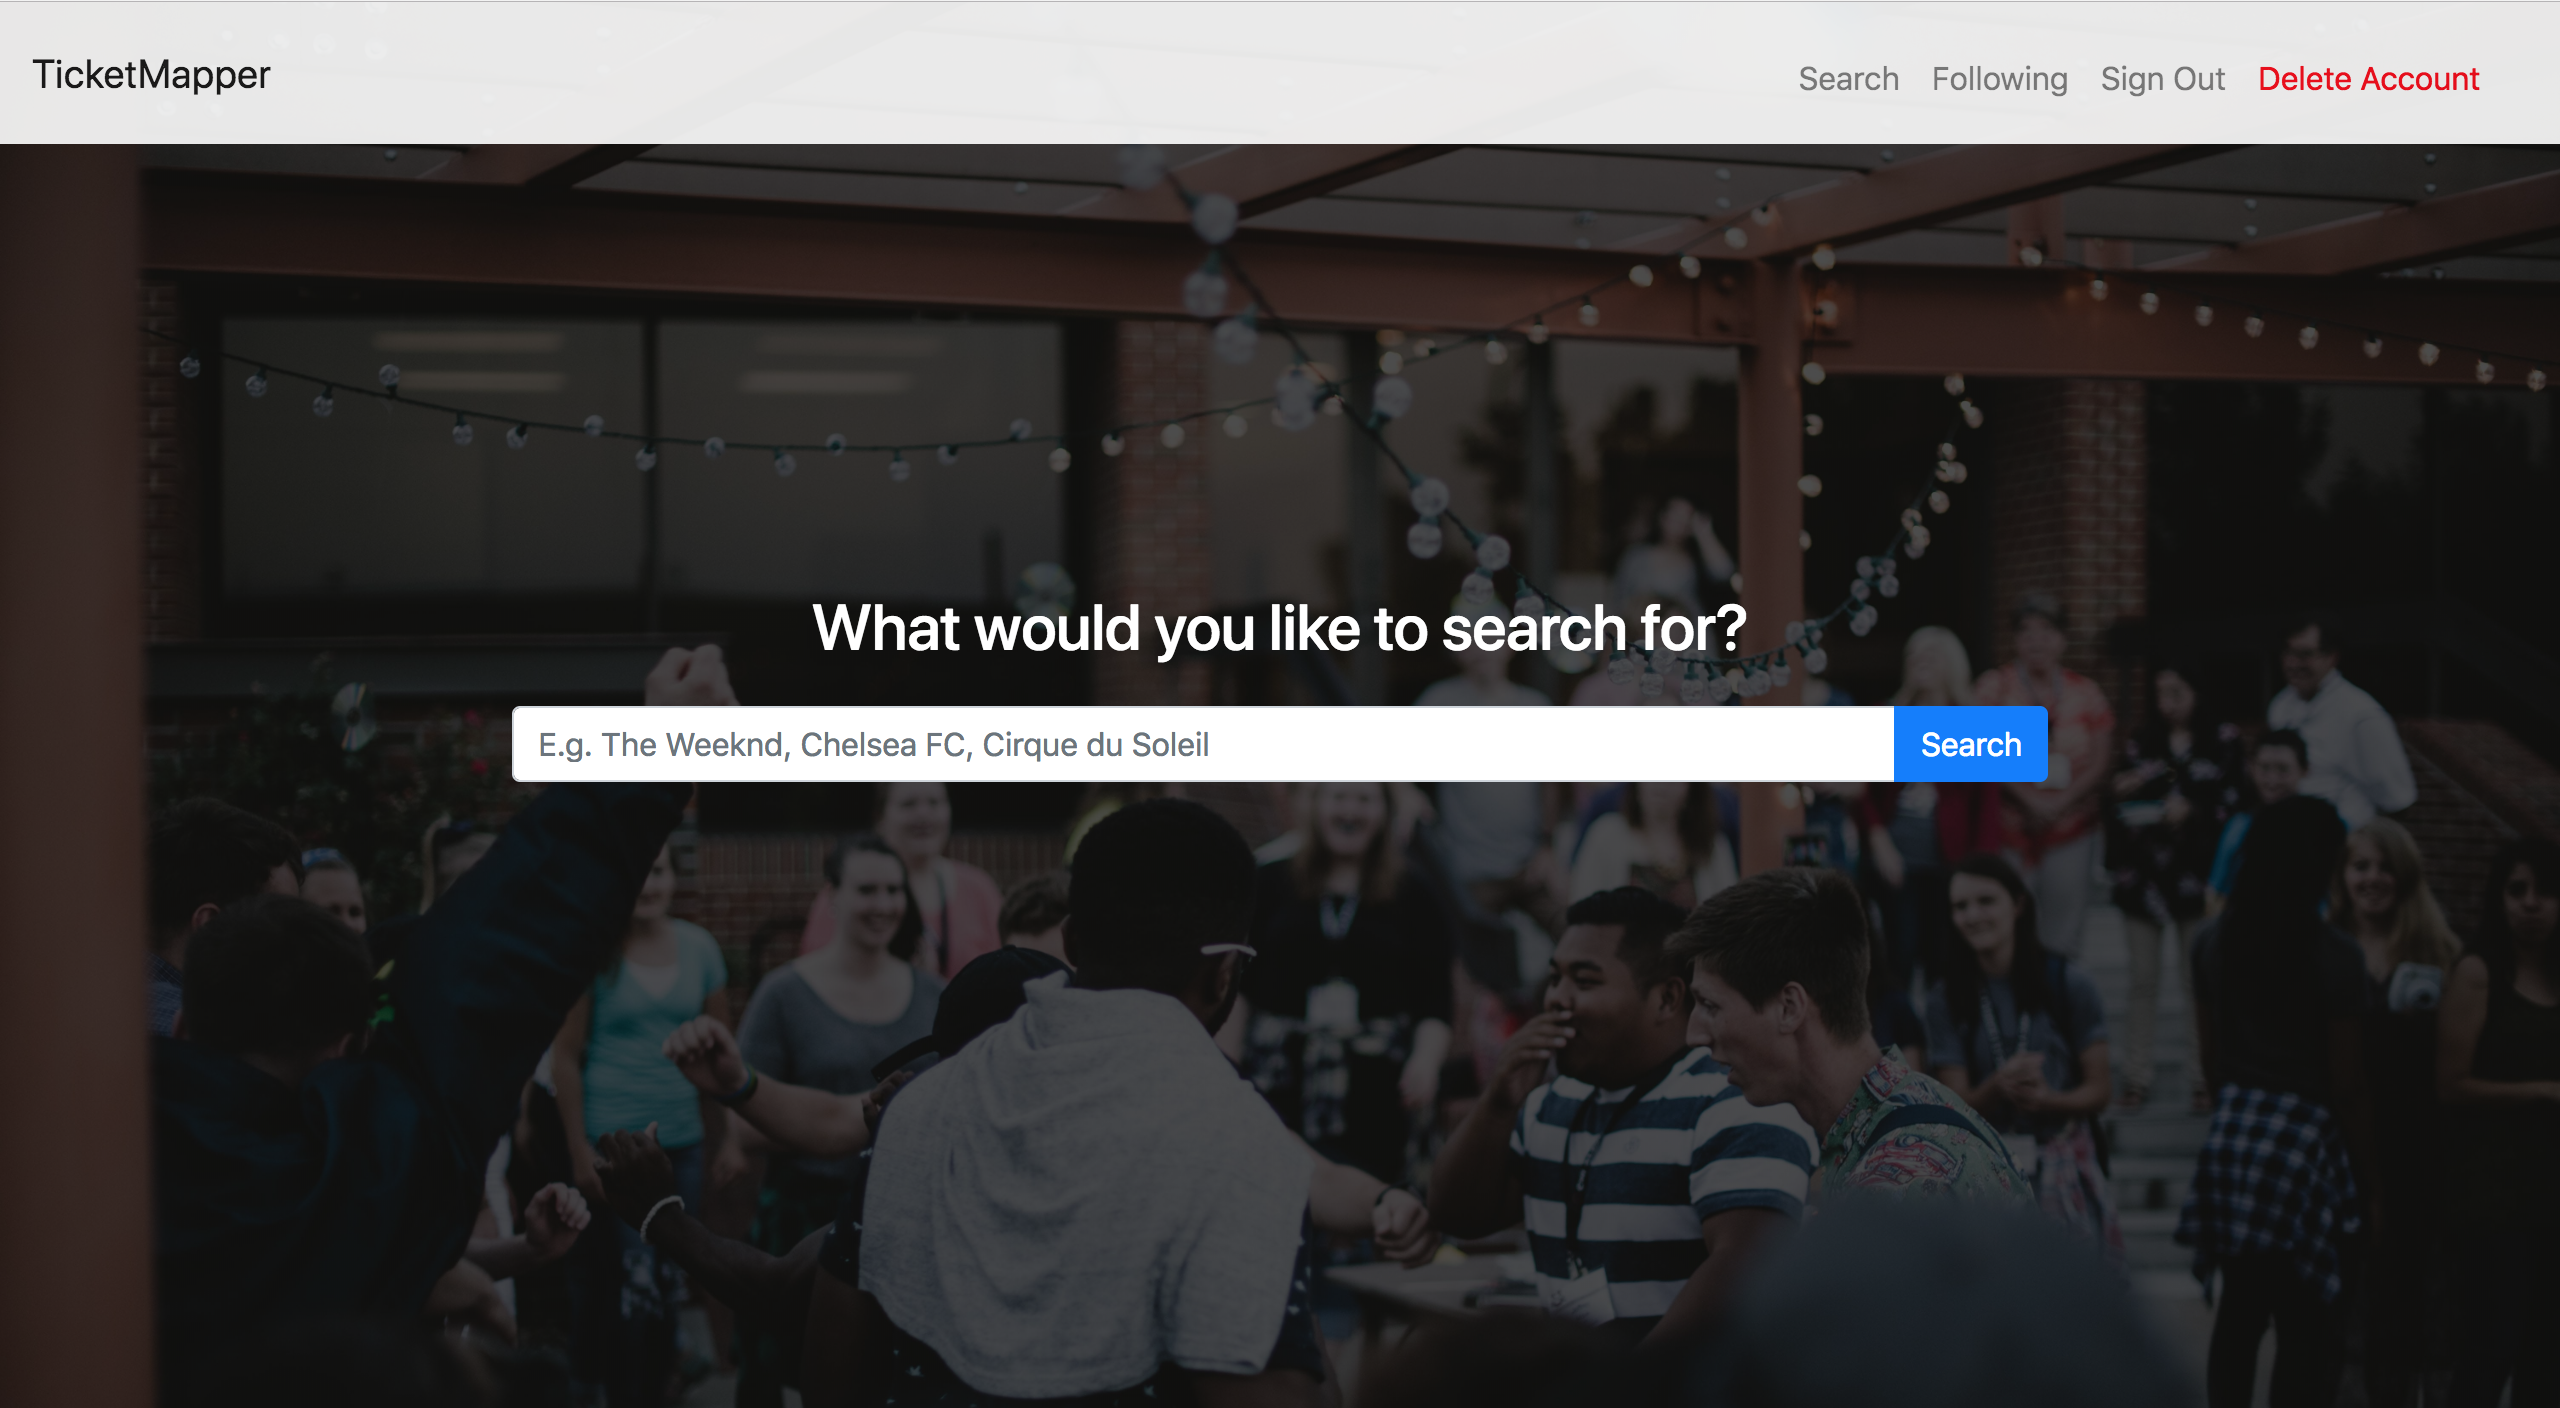 TicketMapper
Search Following Sign Out Delete Account
What would you like to search for?
E.g. The Weeknd, Chelsea FC, Cirque du Soleil Search